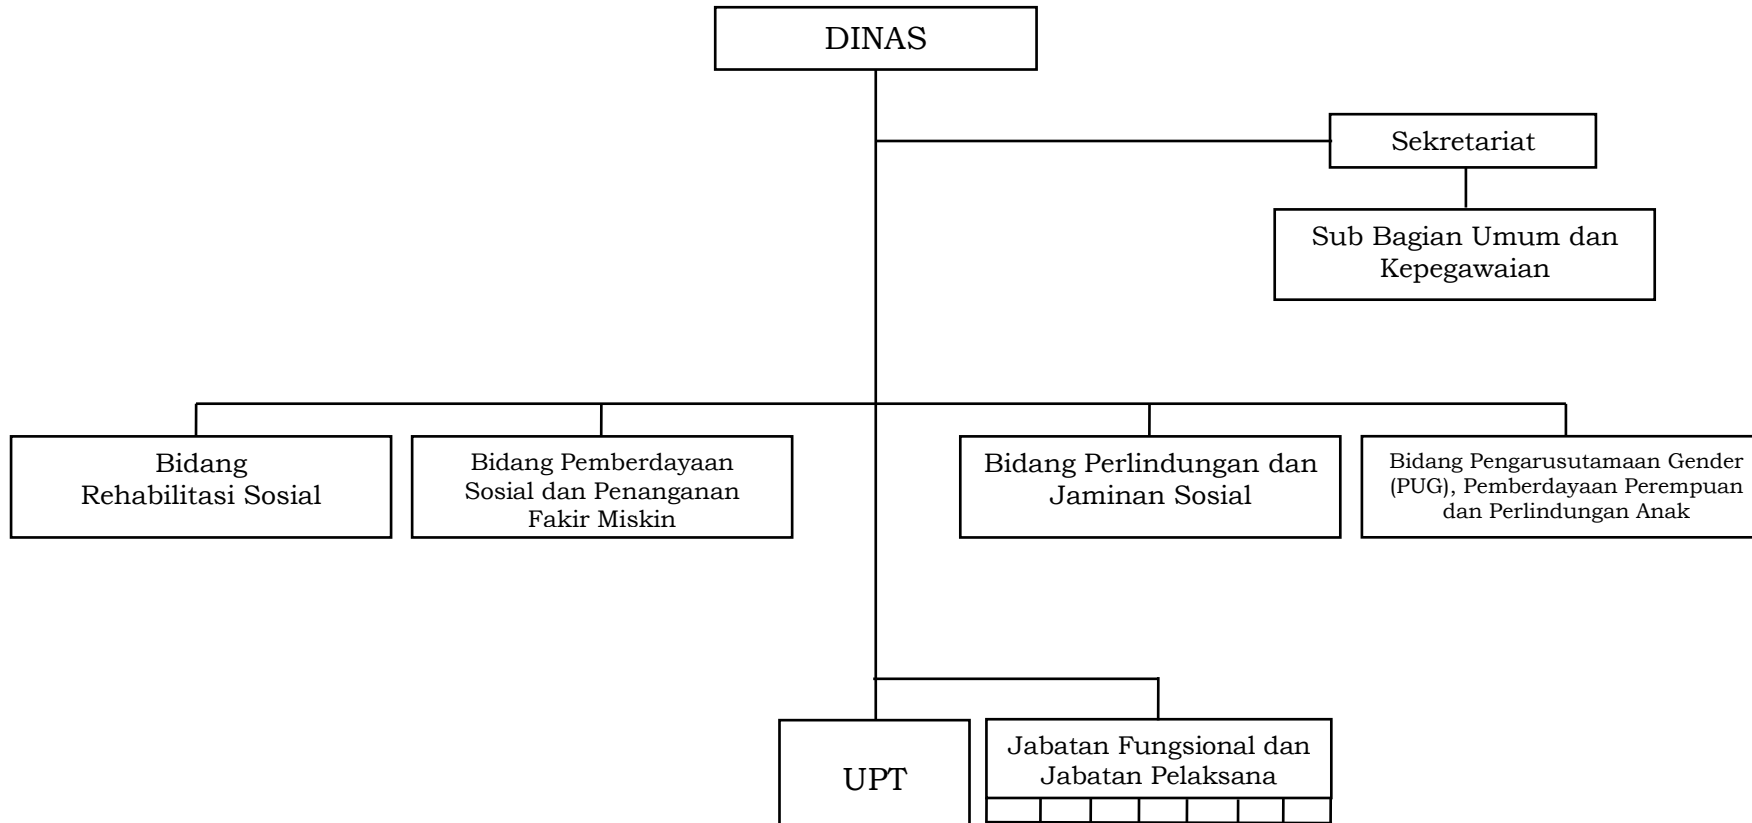 DINAS
Sekretariat
Sub Bagian Umum dan
Kepegawaian
Bidang
Rehabilitasi Sosial
Bidang Pemberdayaan
Sosial dan Penanganan
Fakir Miskin
Bidang Perlindungan dan
Jaminan Sosial
Bidang Pengarusutamaan Gender
(PUG), Pemberdayaan Perempuan
dan Perlindungan Anak
UPT
Jabatan Fungsional dan
Jabatan Pelaksana